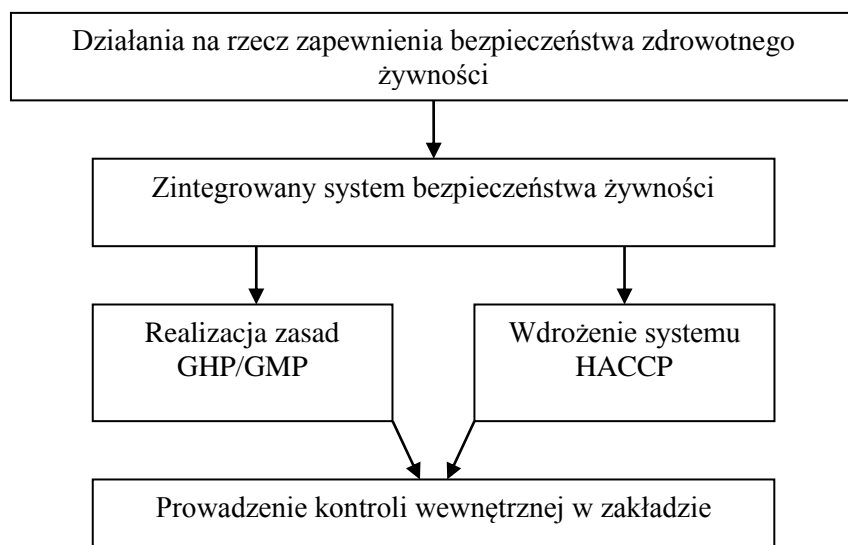 Działania na rzecz zapewnienia bezpieczeństwa zdrowotnego
żywności
Zintegrowany system bezpieczeństwa żywności
Realizacja zasad
GHP/GMP
Wdrożenie systemu
HACCP
Prowadzenie kontroli wewnętrznej w zakładzie